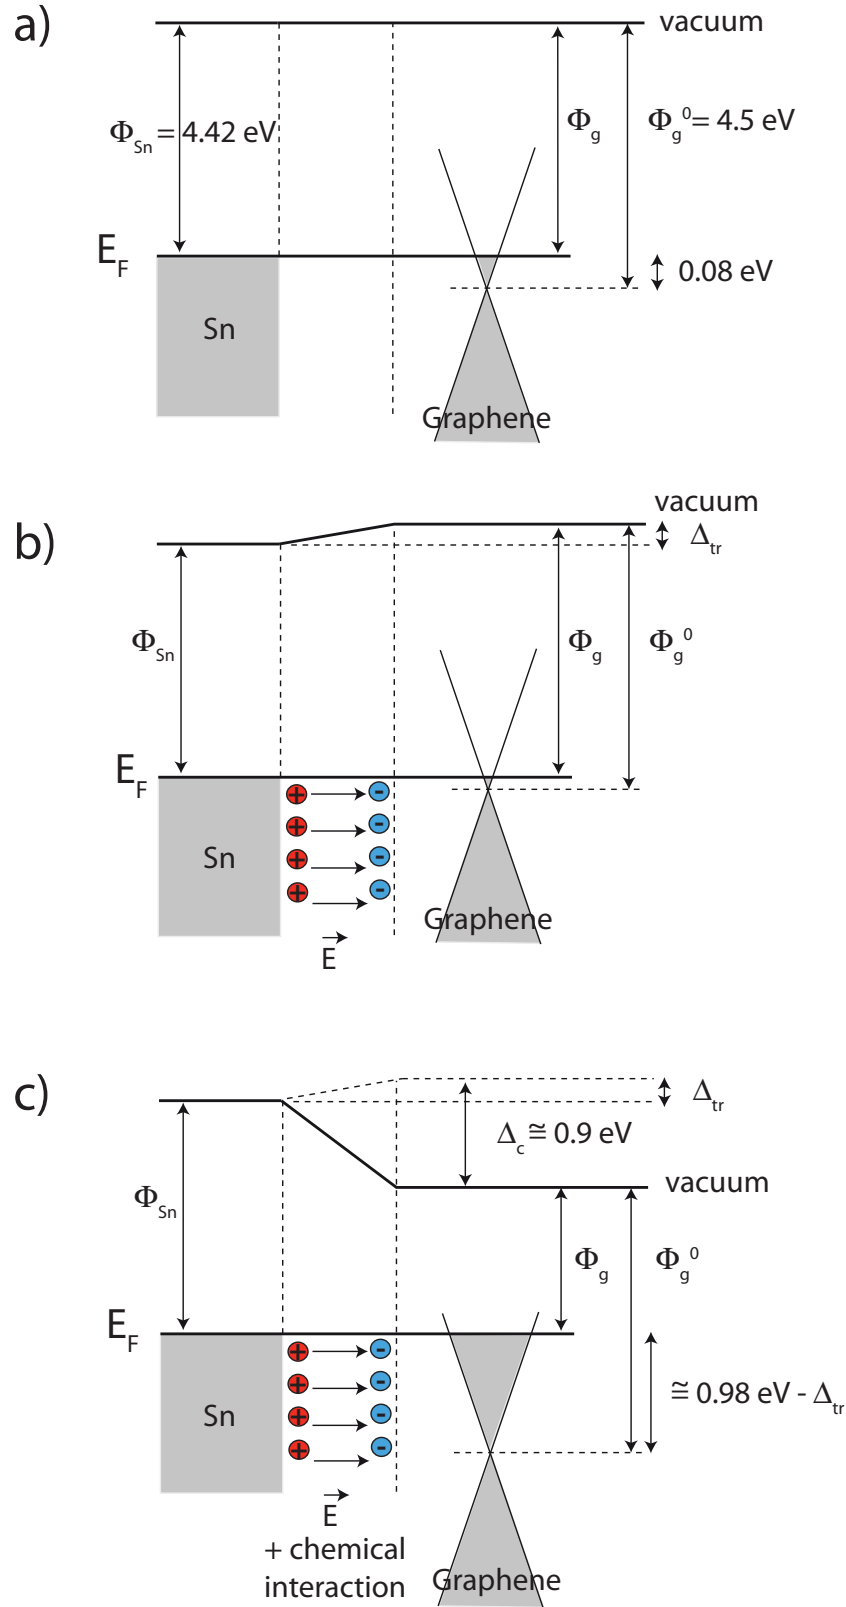 a)
vacuum
Φ_Sn = 4.42 eV
Φ_g
Φ_g^0 = 4.5 eV
E_F
0.08 eV
Sn
Graphene
b)
vacuum
Δ_tr
Φ_Sn
Φ_g
Φ_g^0
E_F
+ -
+ -
+ -
+ -
Sn
Graphene
E
c)
Δ_tr
Δ_c ≅ 0.9 eV
vacuum
Φ_Sn
Φ_g
Φ_g^0
E_F
+ -
+ -
+ -
+ -
≅ 0.98 eV - Δ_tr
Sn
E
+ chemical
interaction
Graphene